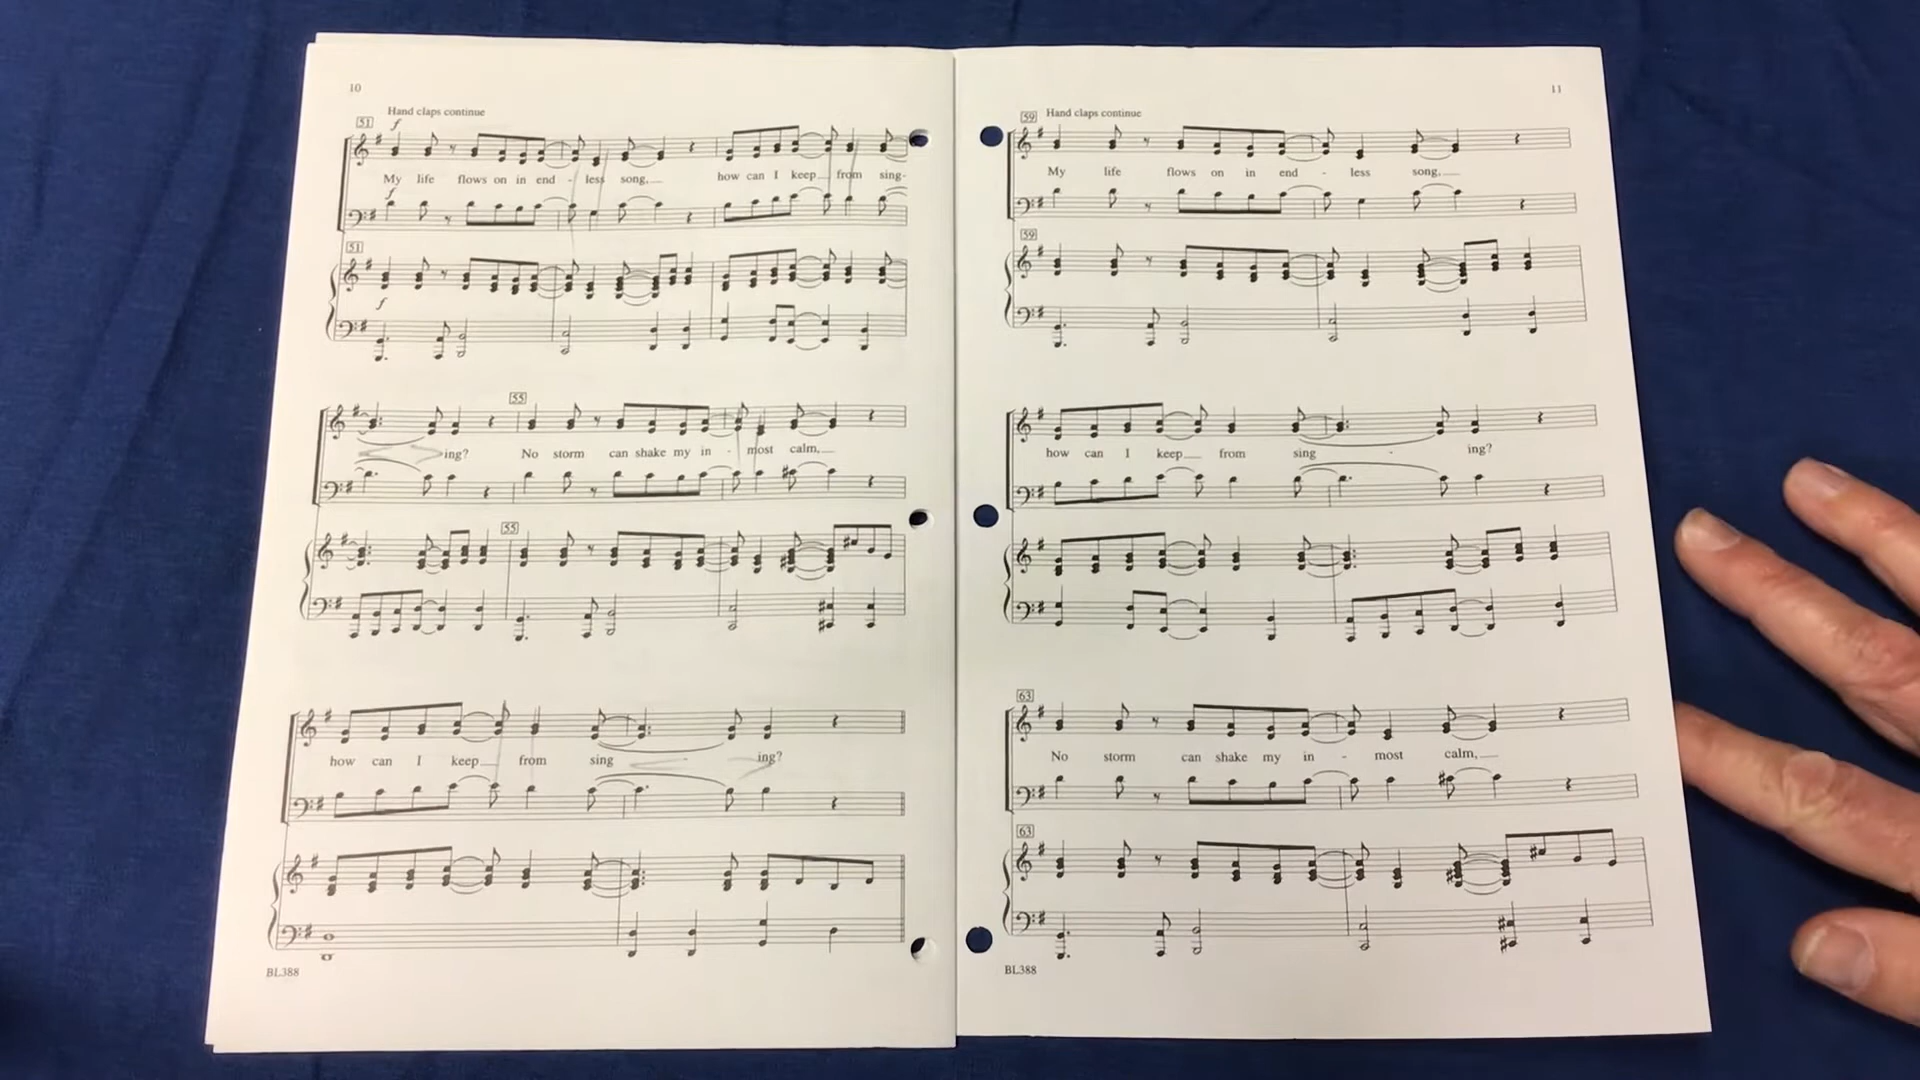 10
Hand claps continue
51
f
My life flows on in end - less song, how can I keep from sing-
f
51
f
55
ing? No storm can shake my in - most calm,
55
how can I keep from sing - ing?
BL388
11
59 Hand claps continue
My life flows on in end - less song,
59
how can I keep from sing - ing?
63
No storm can shake my in - most calm,
63
BL388